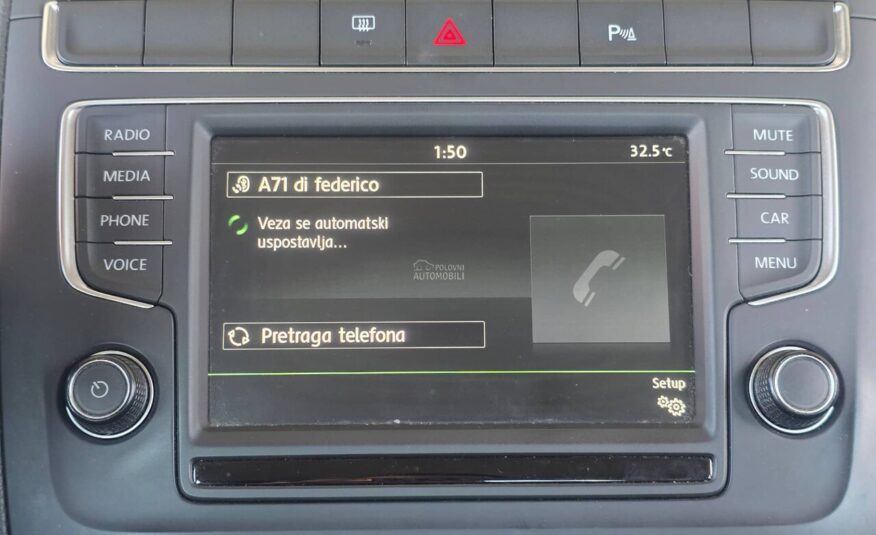 P
RADIO
MEDIA
PHONE
VOICE
1:50
32.5°C
A71 di federico
Veza se automatski
uspostavlja...
POLOVNI
AUTOMOBILI
Pretraga telefona
Setup
MUTE
SOUND
CAR
MENU